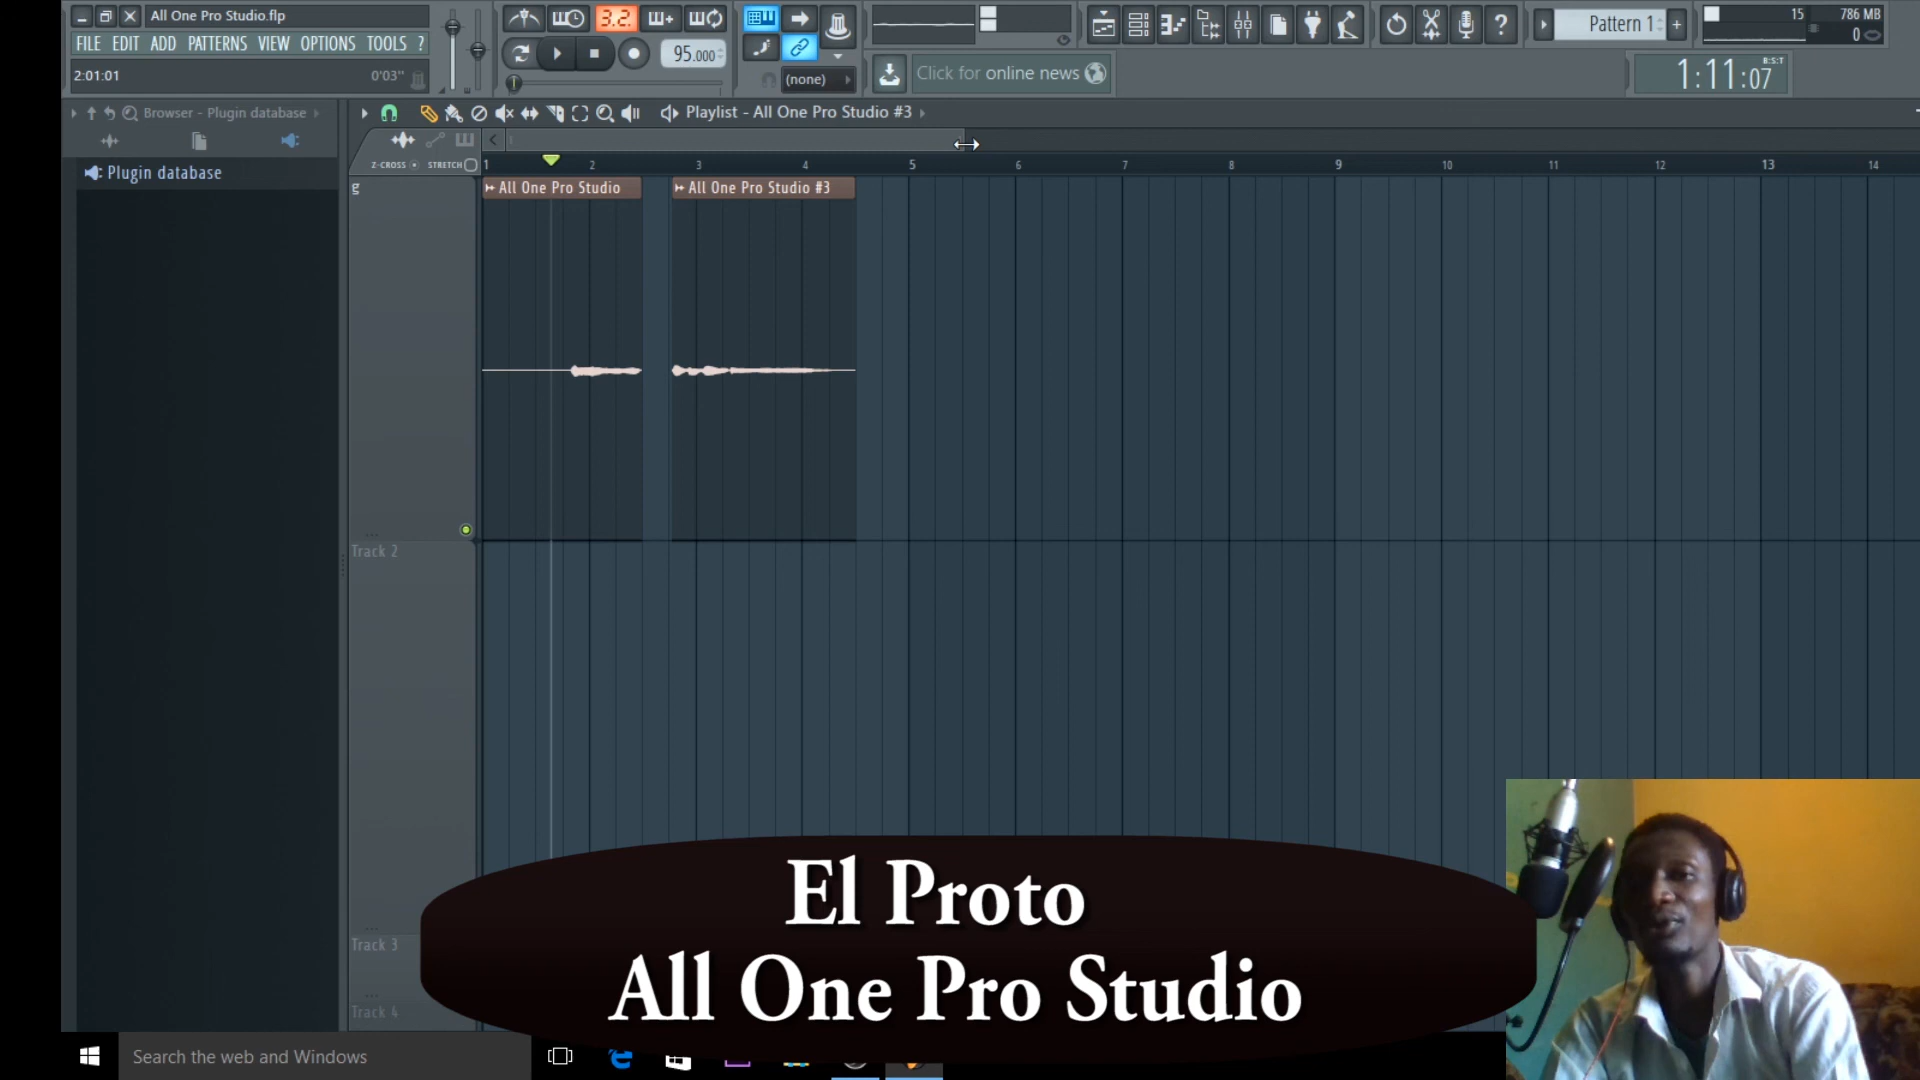 All One Pro Studio.flp
FILE EDIT ADD PATTERNS VIEW OPTIONS TOOLS ?
2:01:01 0'03"
3.2.
95.000
(none)
Click for online news
Pattern 1
15 786 MB
0
1:11:07 B:S:T
Browser - Plugin database
Plugin database
Playlist - All One Pro Studio #3
Z-CROSS STRETCH
1 2 3 4 5 6 7 8 9 10 11 12 13 14
g
All One Pro Studio
All One Pro Studio #3
Track 2
Track 3
Track 4
El Proto
All One Pro Studio
Search the web and Windows